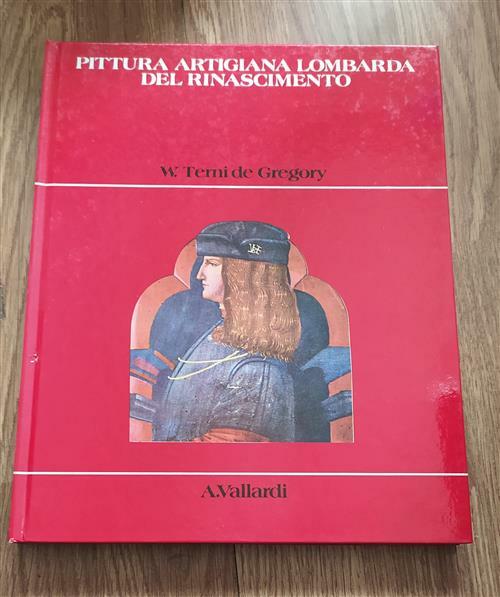 PITTURA ARTIGIANA LOMBARDA
DEL RINASCIMENTO
W. Terni de Gregory
A.Vallardi